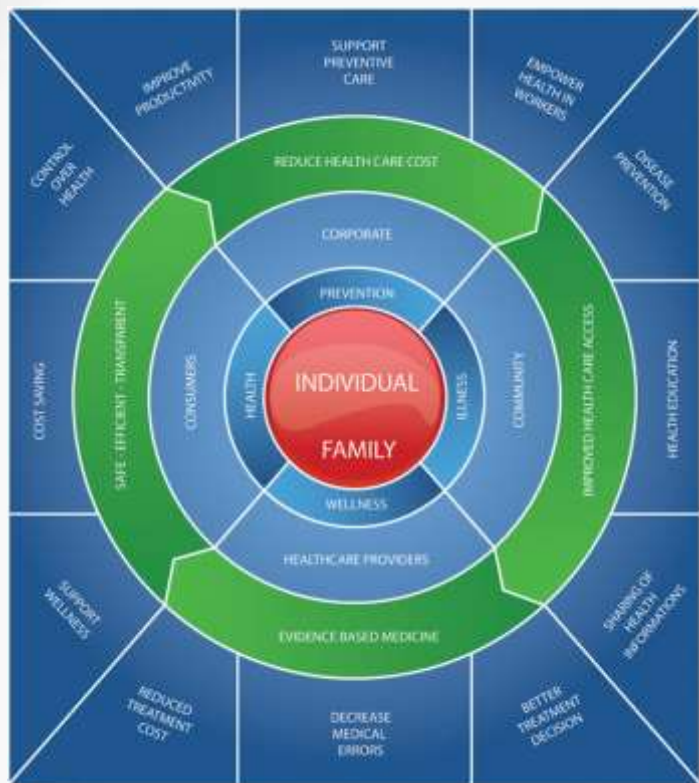 SUPPORT
PREVENTIVE
CARE
IMPROVE
PRODUCTIVITY
EMPOWER
HEALTH IN
WORKERS
CONTROL
OVER
HEALTH
DISEASE
PREVENTION
REDUCE HEALTH CARE COST
CORPORATE
PREVENTION
COST SAVING
SAFE - EFFICIENT - TRANSPARENT
CONSUMERS
HEALTH
INDIVIDUAL
FAMILY
ILLNESS
COMMUNITY
IMPROVED HEALTH CARE ACCESS
HEALTH EDUCATION
WELLNESS
HEALTHCARE PROVIDERS
EVIDENCE BASED MEDICINE
SUPPORT
WELLNESS
SHARING OF
HEALTH
INFORMATIONS
REDUCED
TREATMENT
COST
DECREASE
MEDICAL
ERRORS
BETTER
TREATMENT
DECISION